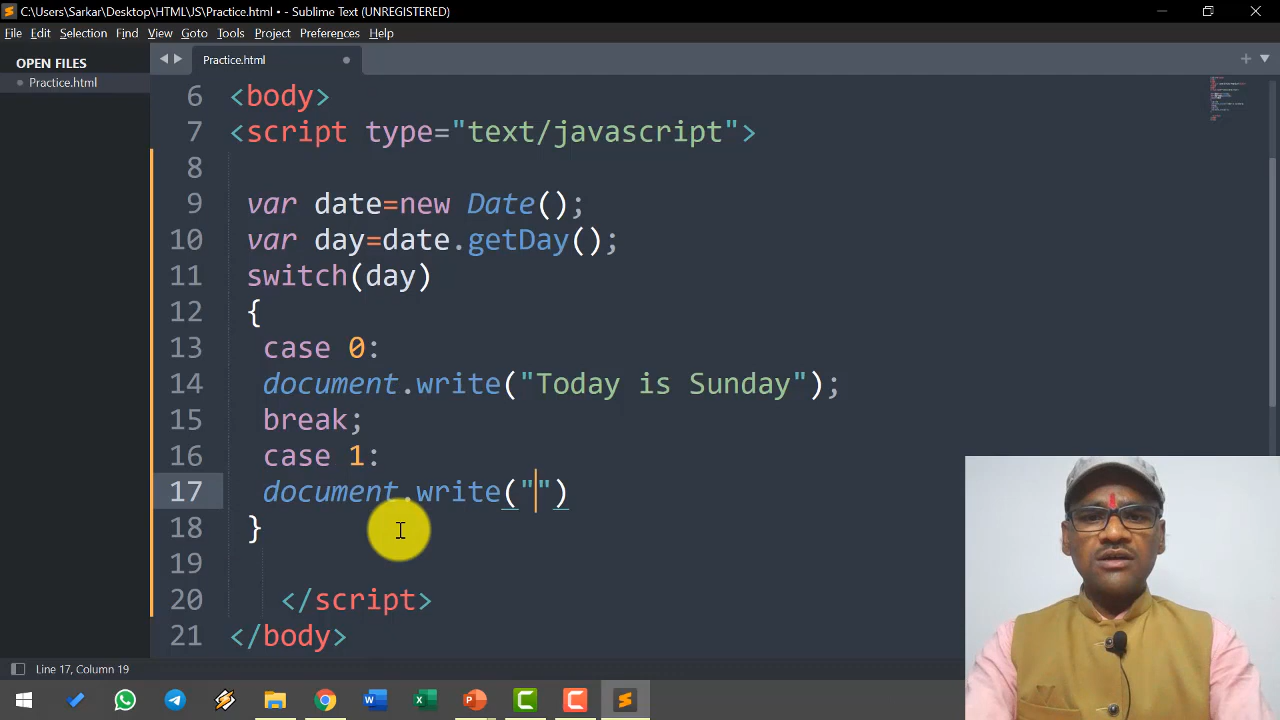 C:\Users\Sarkar\Desktop\HTML\JS\Practice.html • - Sublime Text (UNREGISTERED)
File Edit Selection Find View Goto Tools Project Preferences Help
OPEN FILES
Practice.html
Practice.html
6 <body>
7 <script type="text/javascript">
8
9 var date=new Date();
10 var day=date.getDay();
11 switch(day)
12 {
13 case 0:
14 document.write("Today is Sunday");
15 break;
16 case 1:
17 document.write("")
18 }
19
20 </script>
21 </body>
Line 17, Column 19